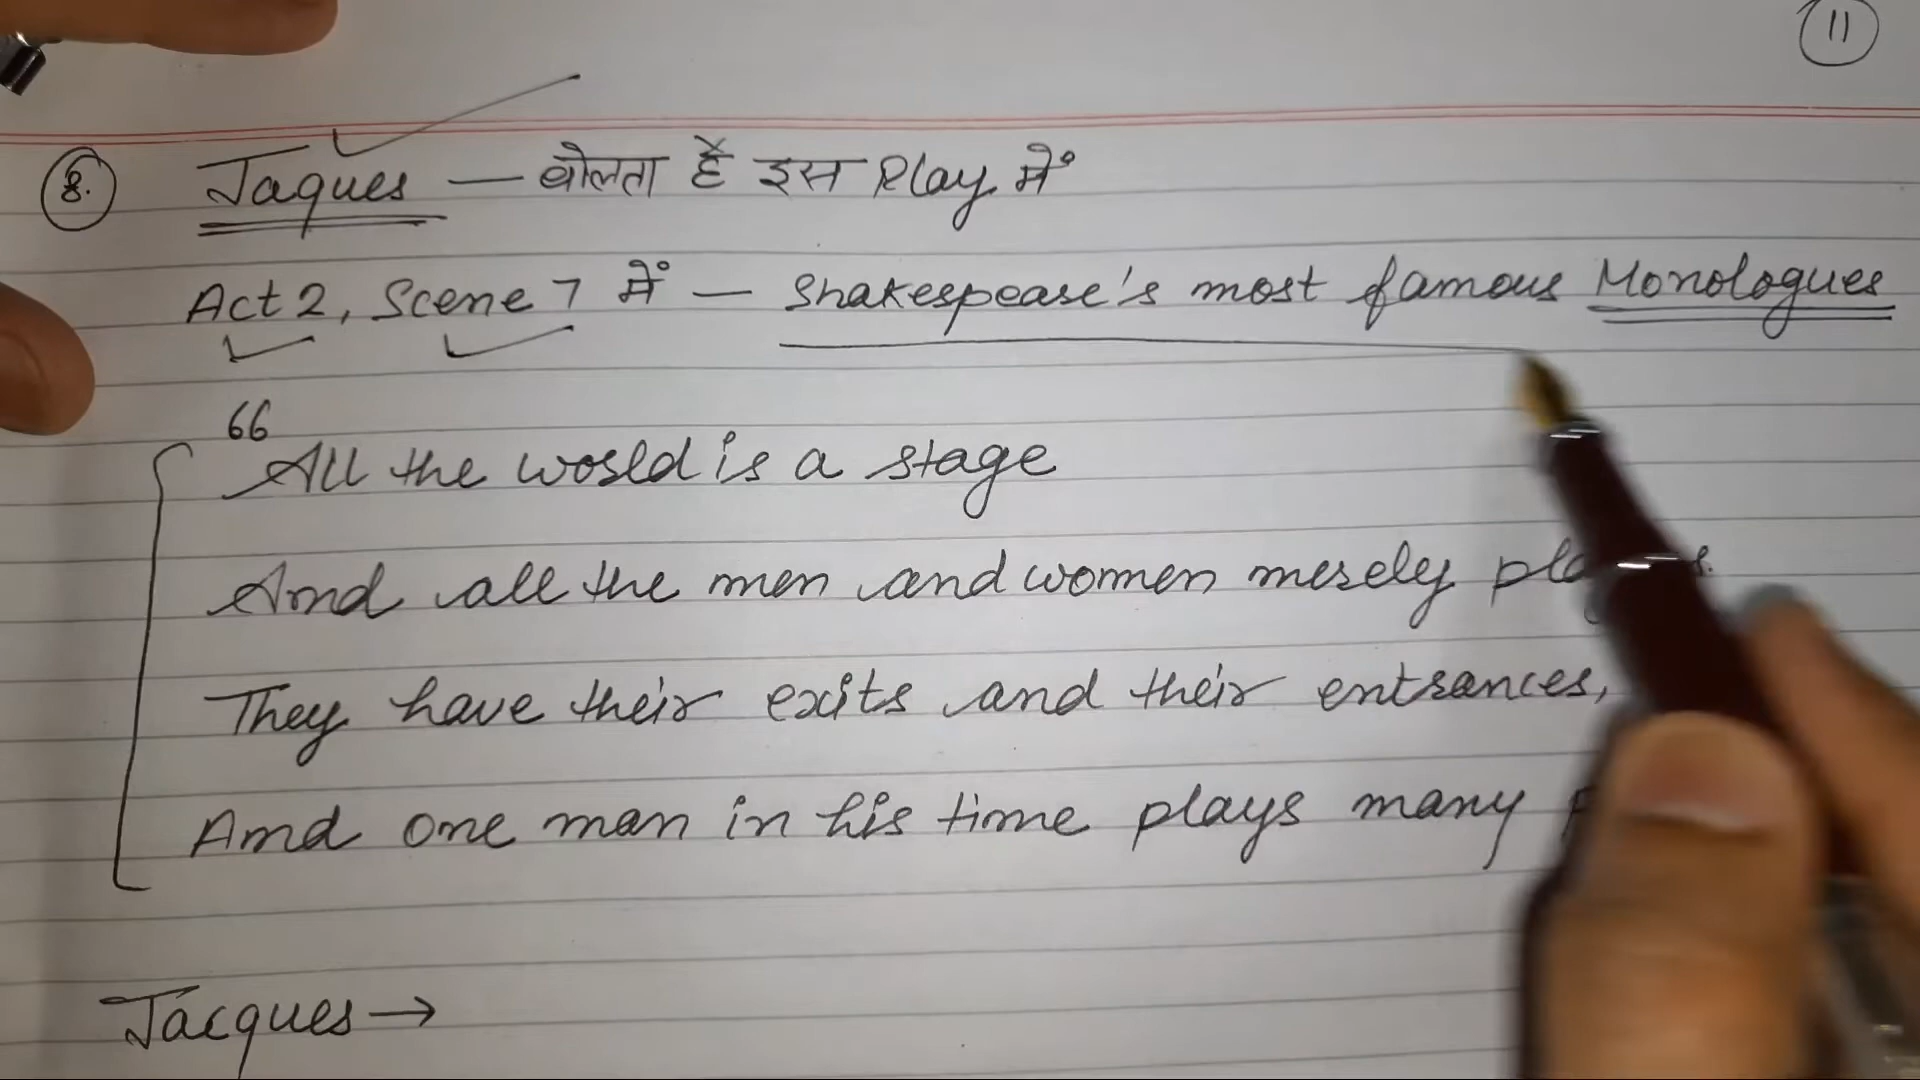 11
8. Jaques — बोलता है इस Play में
Act 2, Scene 7 में — Shakespeare's most famous Monologues
“ All the world is a stage
And all the men and women merely
They have their exits and their entrances,
And one man in his time plays many
Jacques →